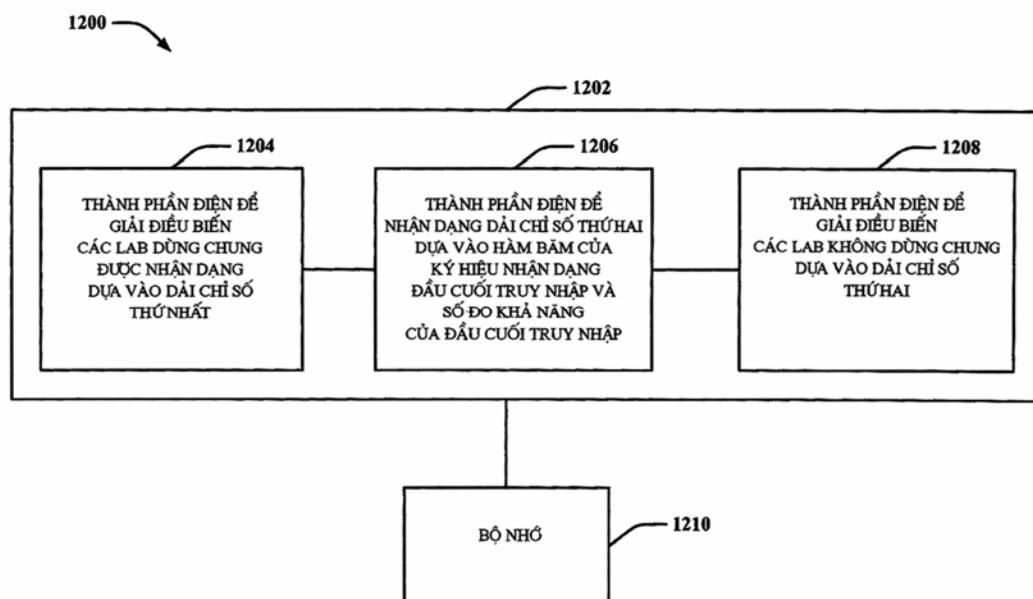 1200
1202
1204
THÀNH PHẦN ĐIỆN ĐỂ
GIẢI ĐIỀU BIẾN
CÁC LAB DÙNG CHUNG
ĐƯỢC NHẬN DẠNG
DỰA VÀO DẢI CHỈ SỐ
THỨ NHẤT
1206
THÀNH PHẦN ĐIỆN ĐỂ
NHẬN DẠNG DẢI CHỈ SỐ THỨ HAI
DỰA VÀO HÀM BĂM CỦA
KÝ HIỆU NHẬN DẠNG
ĐẦU CUỐI TRUY NHẬP VÀ
SỐ ĐO KHẢ NĂNG
CỦA ĐẦU CUỐI TRUY NHẬP
1208
THÀNH PHẦN ĐIỆN ĐỂ
GIẢI ĐIỀU BIẾN
CÁC LAB KHÔNG DÙNG CHUNG
DỰA VÀO DẢI CHỈ SỐ
THỨ HAI
BỘ NHỚ
1210